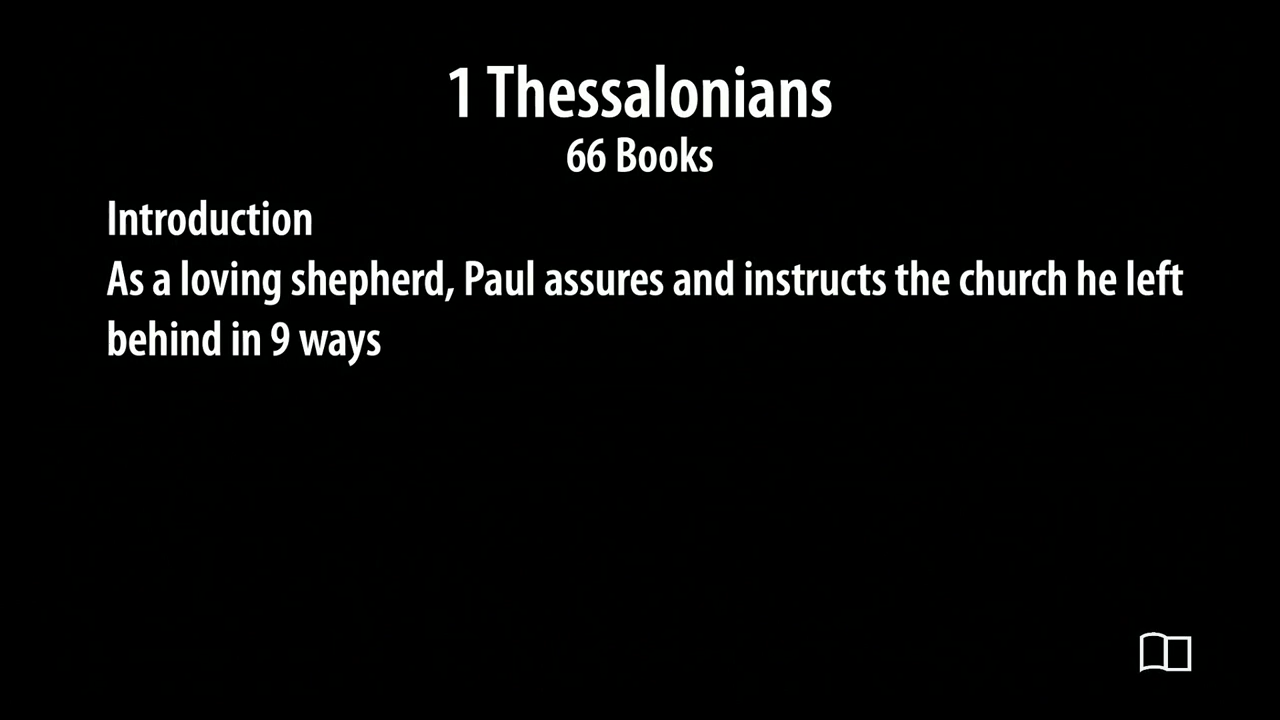 1 Thessalonians
66 Books
Introduction
As a loving shepherd, Paul assures and instructs the church he left
behind in 9 ways